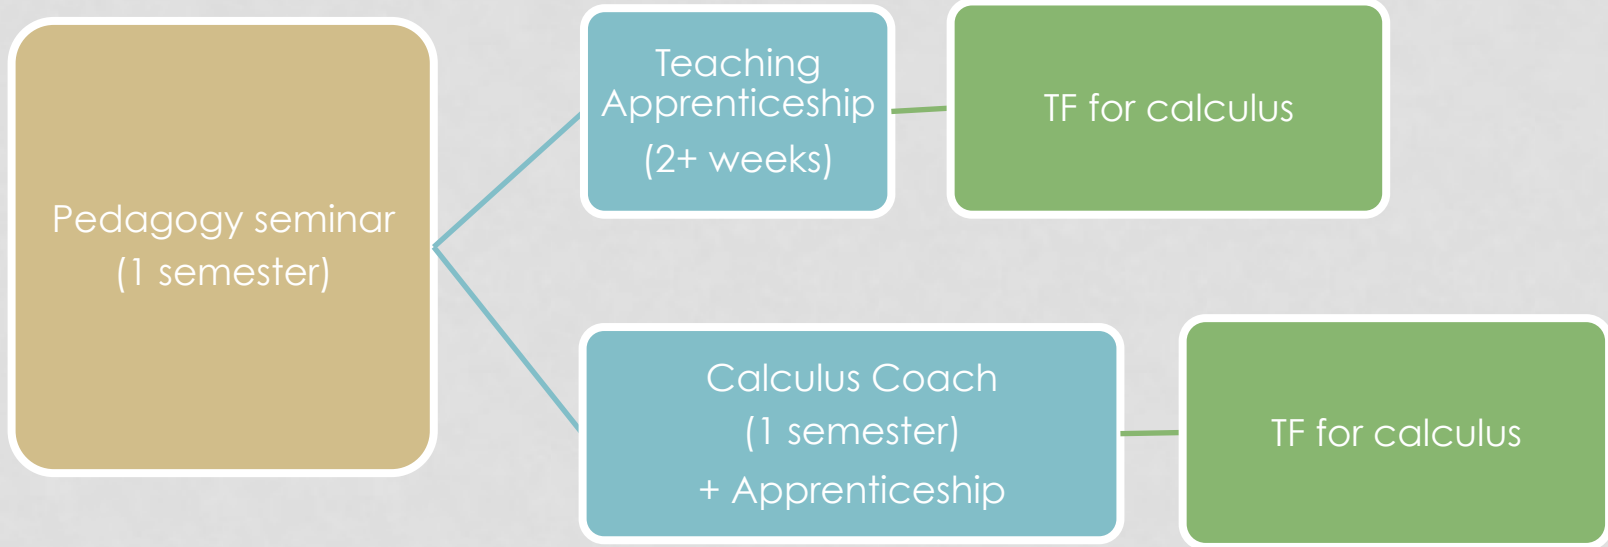 Pedagogy seminar
(1 semester)
Teaching
Apprenticeship
(2+ weeks)
TF for calculus
Calculus Coach
(1 semester)
+ Apprenticeship
TF for calculus